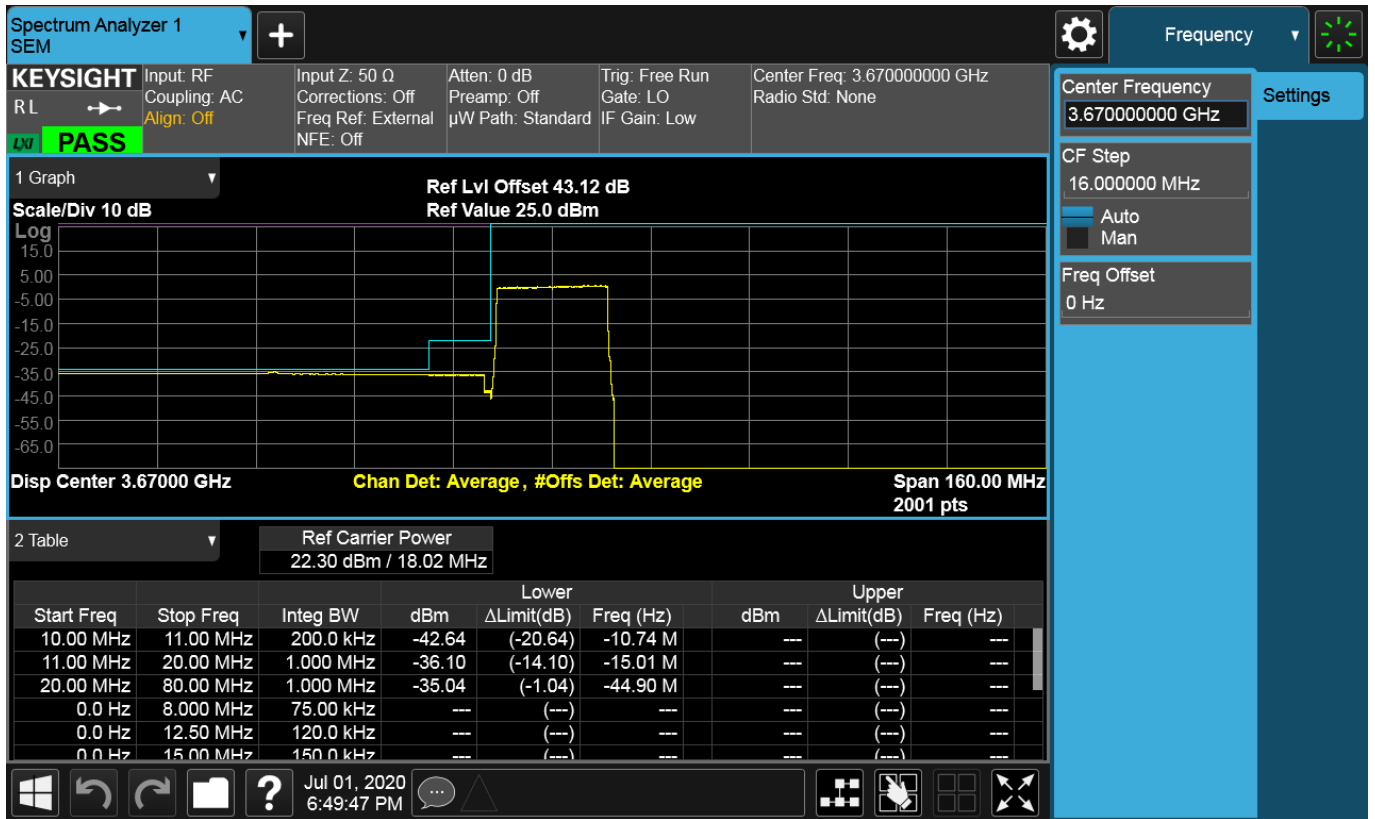 Spectrum Analyzer 1
SEM
Frequency
KEYSIGHT
R L
LXI
PASS
Input: RF
Coupling: AC
Align: Off
Input Z: 50 Ω
Corrections: Off
Freq Ref: External
NFE: Off
Atten: 0 dB
Preamp: Off
µW Path: Standard
Trig: Free Run
Gate: LO
IF Gain: Low
Center Freq: 3.670000000 GHz
Radio Std: None
Center Frequency
3.670000000 GHz
Settings
CF Step
16.000000 MHz
Auto
Man
Freq Offset
0 Hz
1 Graph
Ref Lvl Offset 43.12 dB
Scale/Div 10 dB
Ref Value 25.0 dBm
Log
15.0
5.00
-5.00
-15.0
-25.0
-35.0
-45.0
-55.0
-65.0
Disp Center 3.67000 GHz
Chan Det: Average , #Offs Det: Average
Span 160.00 MHz
2001 pts
2 Table
Ref Carrier Power
22.30 dBm / 18.02 MHz
Lower Upper
Start Freq Stop Freq Integ BW dBm ΔLimit(dB) Freq (Hz) dBm ΔLimit(dB) Freq (Hz)
10.00 MHz 11.00 MHz 200.0 kHz -42.64 (-20.64) -10.74 M --- (---) ---
11.00 MHz 20.00 MHz 1.000 MHz -36.10 (-14.10) -15.01 M --- (---) ---
20.00 MHz 80.00 MHz 1.000 MHz -35.04 (-1.04) -44.90 M --- (---) ---
0.0 Hz 8.000 MHz 75.00 kHz --- (---) --- --- (---) ---
0.0 Hz 12.50 MHz 120.0 kHz --- (---) --- --- (---) ---
0.0 Hz 15.00 MHz 150.0 kHz --- (---) --- --- (---) ---
?
Jul 01, 2020
6:49:47 PM